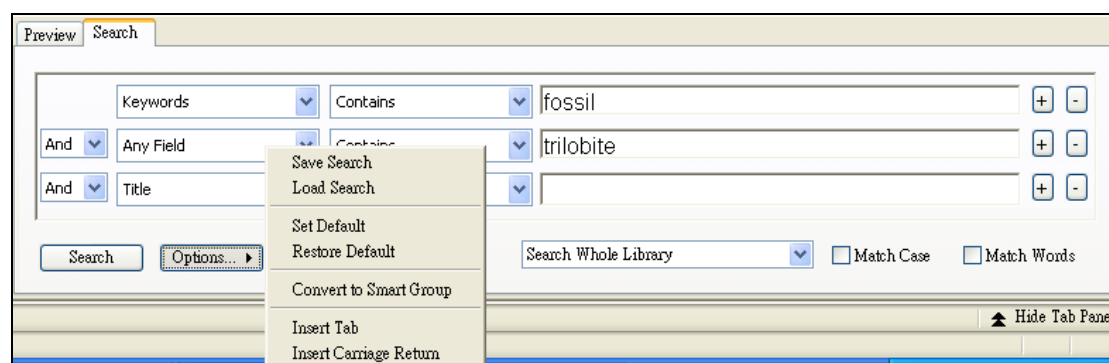 Preview Search
Keywords Contains fossil + -
And Any Field Contains trilobite + -
And Title + -
Save Search
Load Search
Set Default
Restore Default
Convert to Smart Group
Insert Tab
Insert Carriage Return
Search Options... Search Whole Library Match Case Match Words
Hide Tab Pane